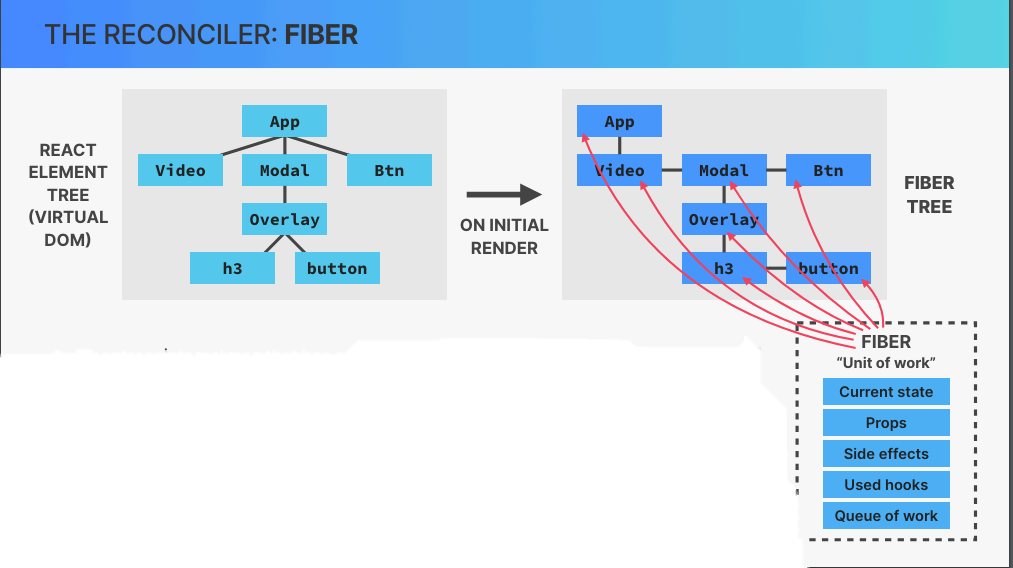 THE RECONCILER: FIBER
REACT
ELEMENT
TREE
(VIRTUAL
DOM)
App
Video
Modal
Btn
Overlay
h3
button
ON INITIAL
RENDER
App
Video
Modal
Btn
Overlay
h3
button
FIBER
TREE
FIBER
“Unit of work”
Current state
Props
Side effects
Used hooks
Queue of work